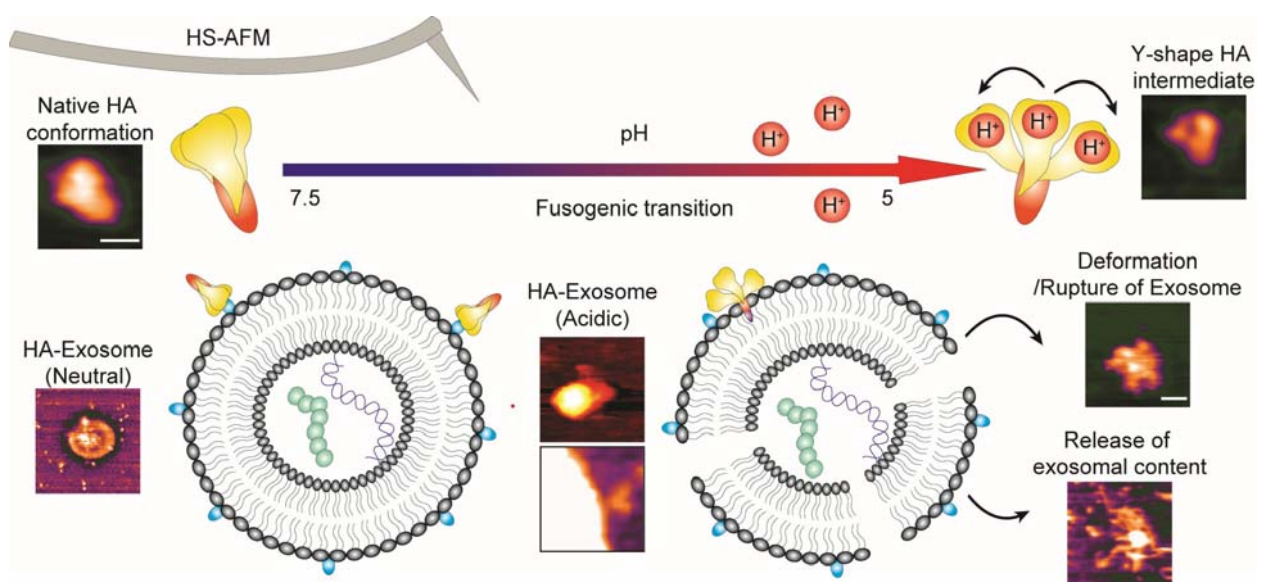 HS-AFM
Native HA
conformation
Y-shape HA
intermediate
pH
H⁺
H⁺
H⁺
H⁺
H⁺
H⁺
7.5
5
Fusogenic transition
HA-Exosome
(Neutral)
HA-Exosome
(Acidic)
Deformation
/Rupture of Exosome
Release of
exosomal content